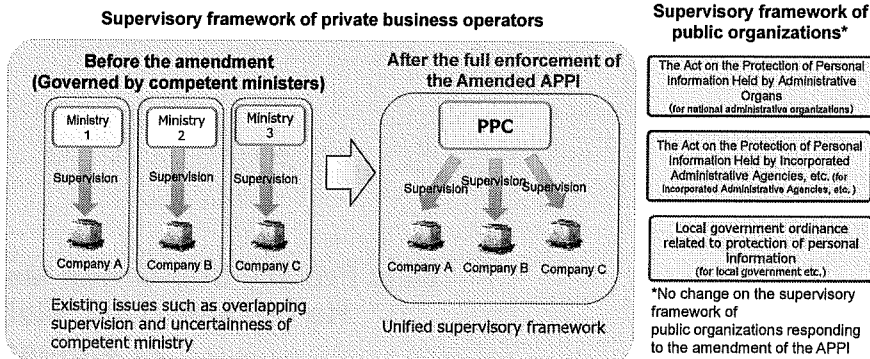 Supervisory framework of private business operators
Before the amendment
(Governed by competent ministers)
Ministry
1
Ministry
2
Ministry
3
Supervision
Supervision
Supervision
Company A
Company B
Company C
Existing issues such as overlapping
supervision and uncertainness of
competent ministry
After the full enforcement of
the Amended APPI
PPC
Supervision
Supervision
Supervision
Company A
Company B
Company C
Unified supervisory framework
Supervisory framework of
public organizations*
The Act on the Protection of Personal
Information Held by Administrative
Organs
(for national administrative organizations)
The Act on the Protection of Personal
Information Held by Incorporated
Administrative Agencies, etc. (for
Incorporated Administrative Agencies, etc.)
Local government ordinance
related to protection of personal
information
(for local government etc.)
*No change on the supervisory
framework of
public organizations responding
to the amendment of the APPI